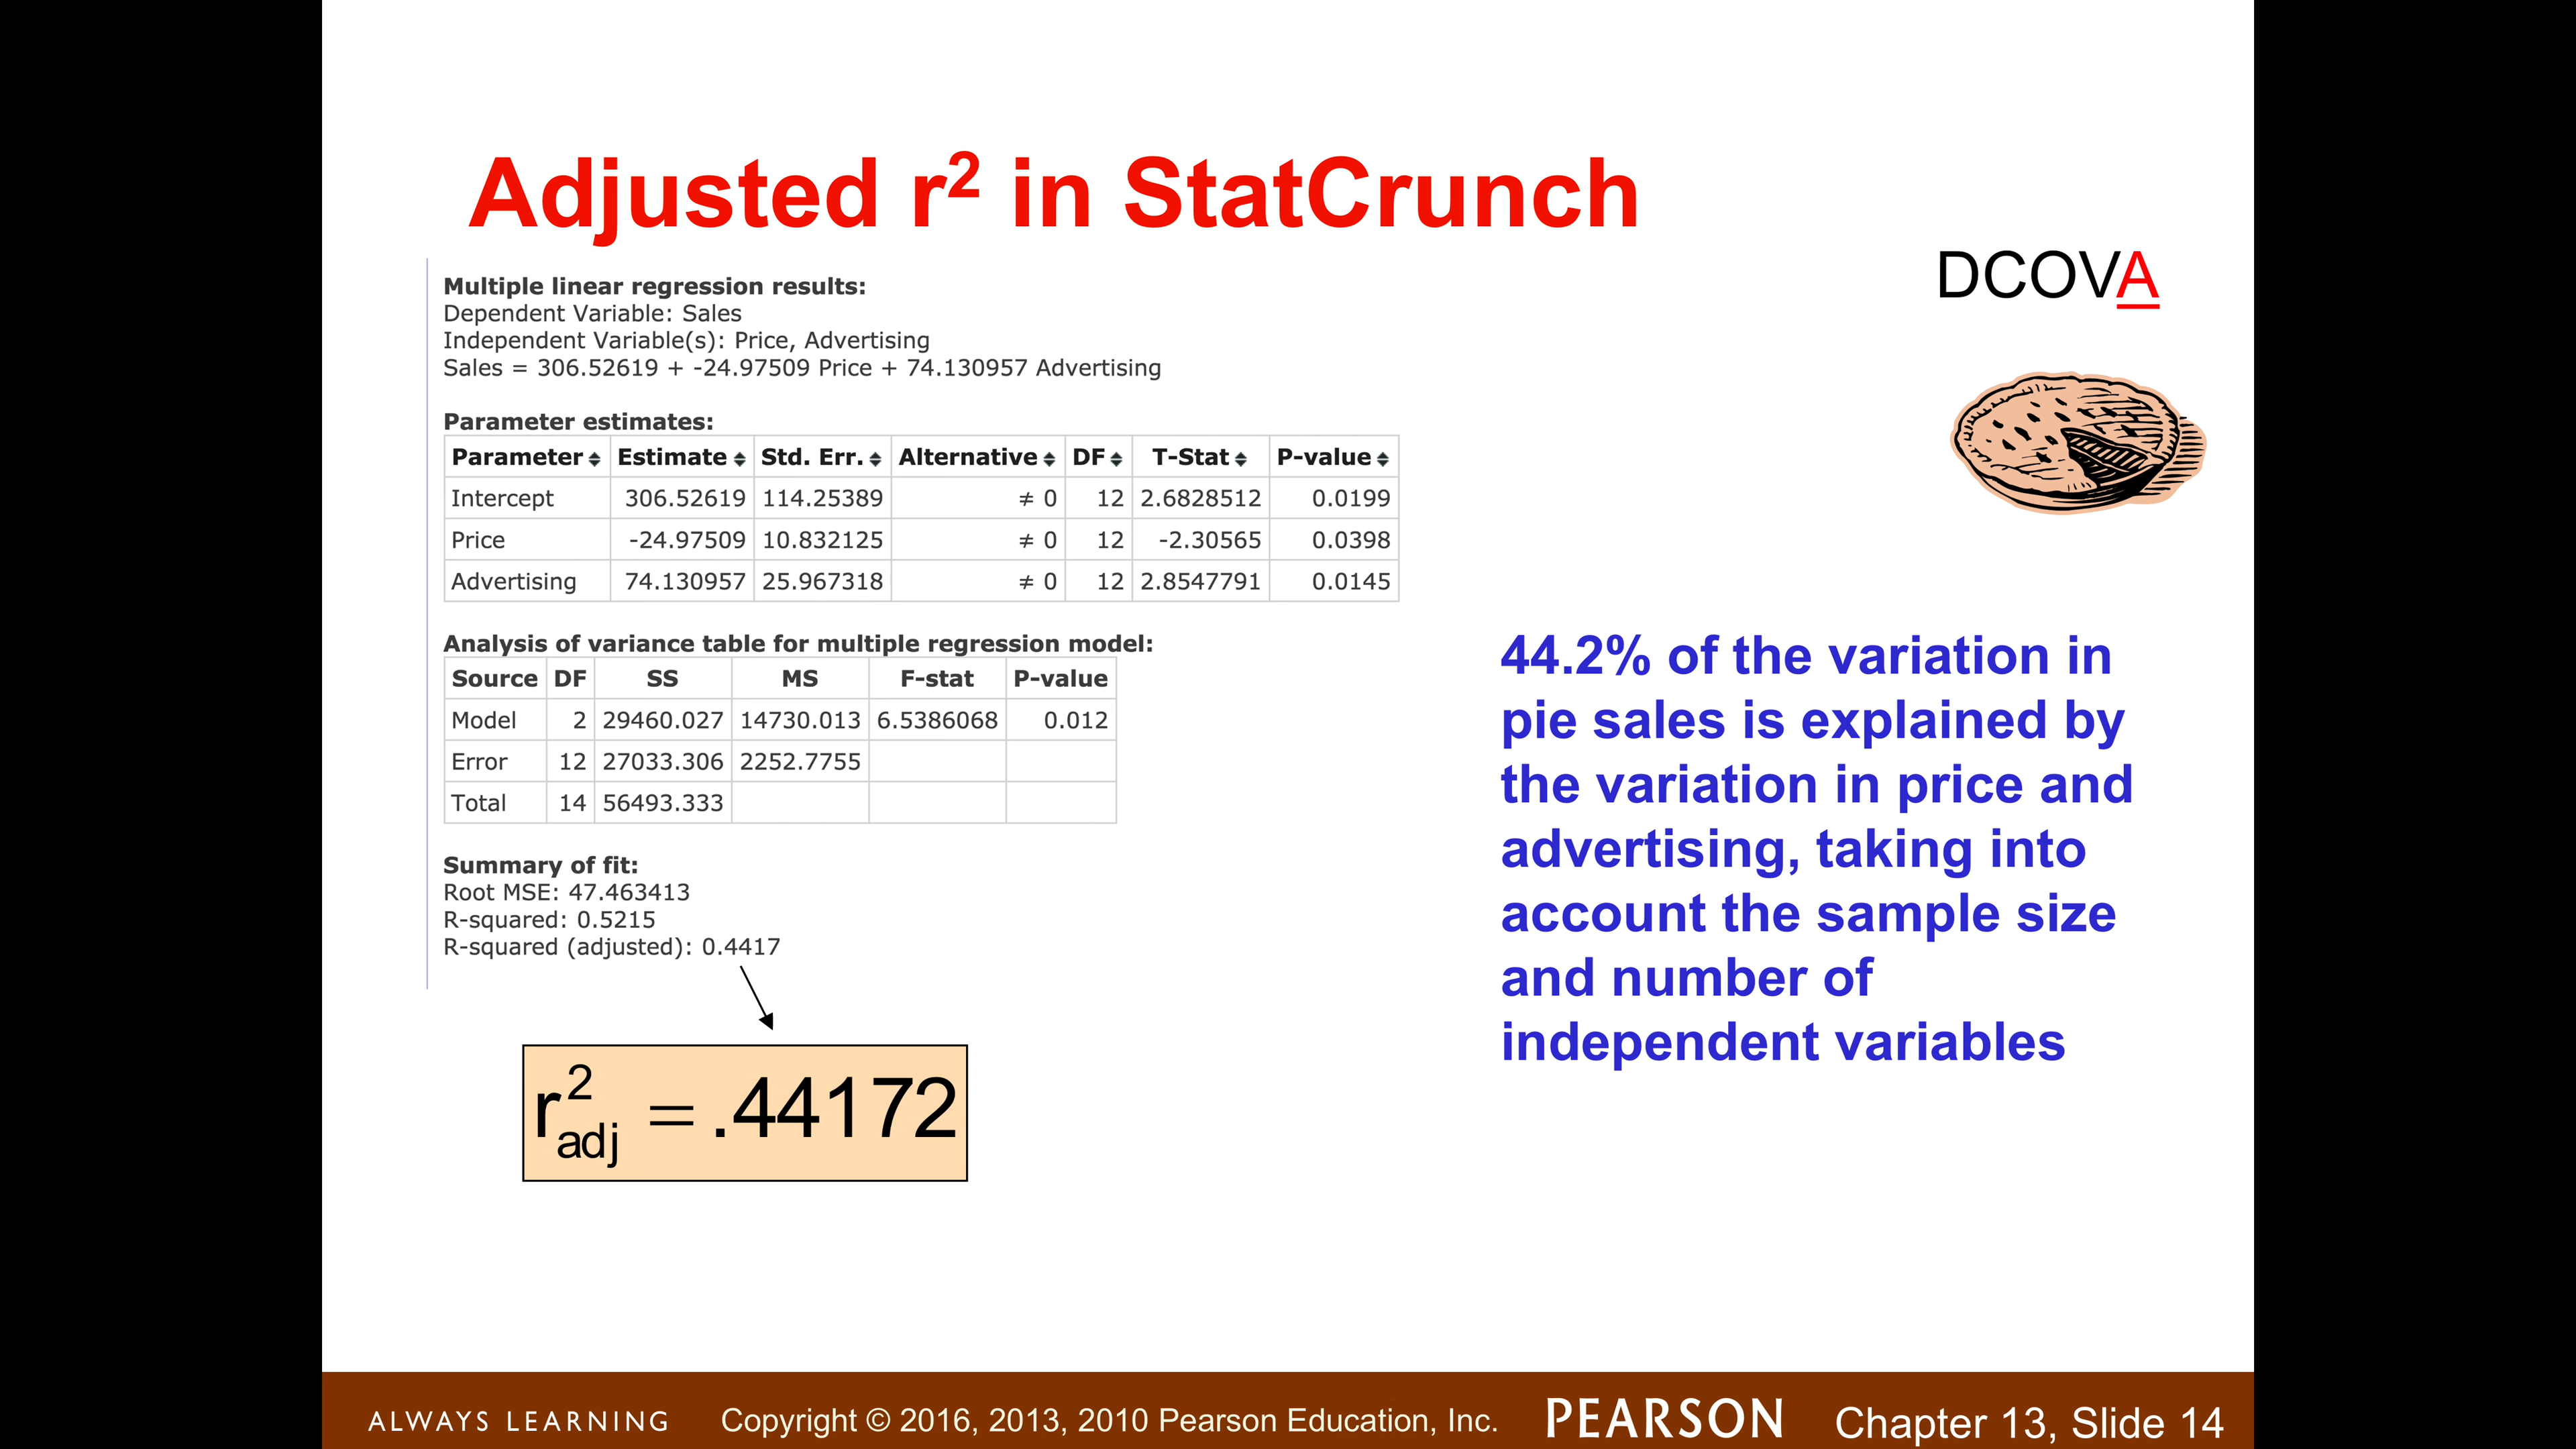 Adjusted r² in StatCrunch
DCOVA
Multiple linear regression results:
Dependent Variable: Sales
Independent Variable(s): Price, Advertising
Sales = 306.52619 + -24.97509 Price + 74.130957 Advertising
Parameter estimates:
Parameter Estimate Std. Err. Alternative DF T-Stat P-value
Intercept 306.52619 114.25389 ≠ 0 12 2.6828512 0.0199
Price -24.97509 10.832125 ≠ 0 12 -2.30565 0.0398
Advertising 74.130957 25.967318 ≠ 0 12 2.8547791 0.0145
Analysis of variance table for multiple regression model:
Source DF SS MS F-stat P-value
Model 2 29460.027 14730.013 6.5386068 0.012
Error 12 27033.306 2252.7755
Total 14 56493.333
Summary of fit:
Root MSE: 47.463413
R-squared: 0.5215
R-squared (adjusted): 0.4417
r²adj = .44172
44.2% of the variation in
pie sales is explained by
the variation in price and
advertising, taking into
account the sample size
and number of
independent variables
ALWAYS LEARNING Copyright © 2016, 2013, 2010 Pearson Education, Inc. PEARSON Chapter 13, Slide 14